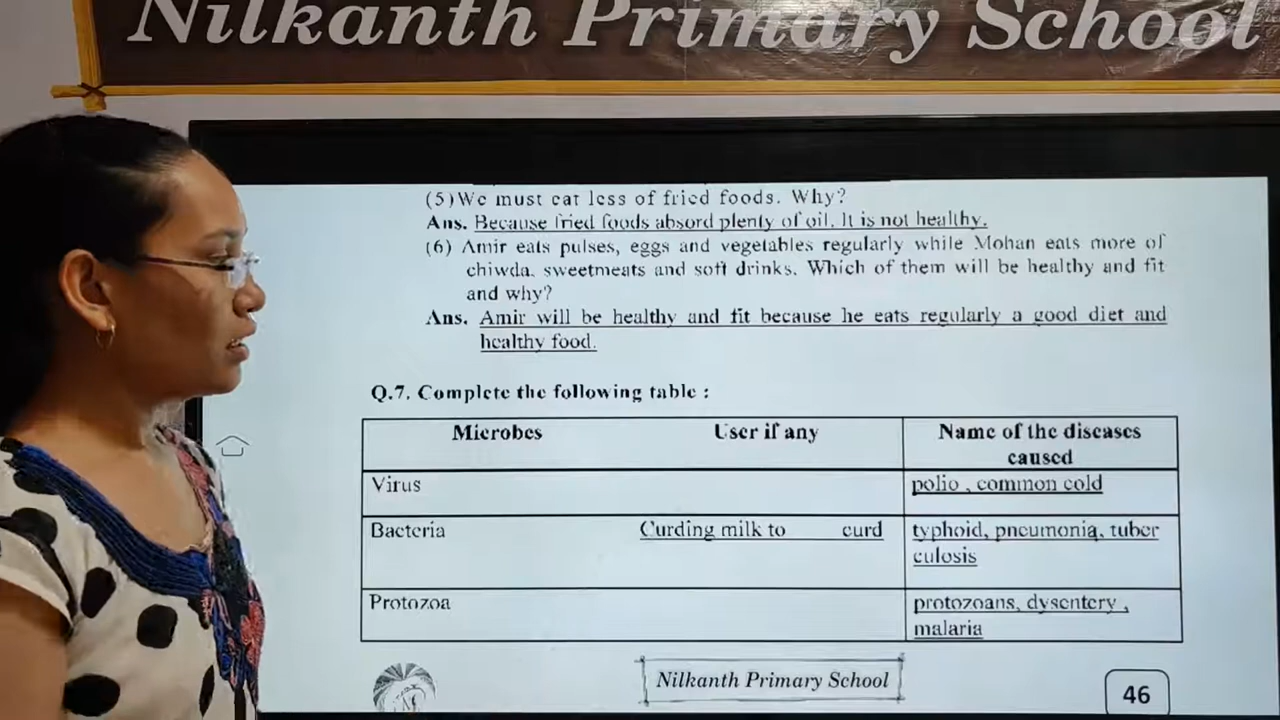 Nilkanth Primary School
(5) We must eat less of fried foods. Why?
Ans. Because fried foods absord plenty of oil. It is not healthy.
(6) Amir eats pulses, eggs and vegetables regularly while Mohan eats more of
chiwda, sweetmeats and soft drinks. Which of them will be healthy and fit
and why?
Ans. Amir will be healthy and fit because he eats regularly a good diet and
healthy food.
Q.7. Complete the following table :
Microbes User if any Name of the diseases
caused
Virus polio , common cold
Bacteria Curding milk to curd typhoid, pneumonia, tuber
culosis
Protozoa protozoans, dysentery ,
malaria
Nilkanth Primary School
46